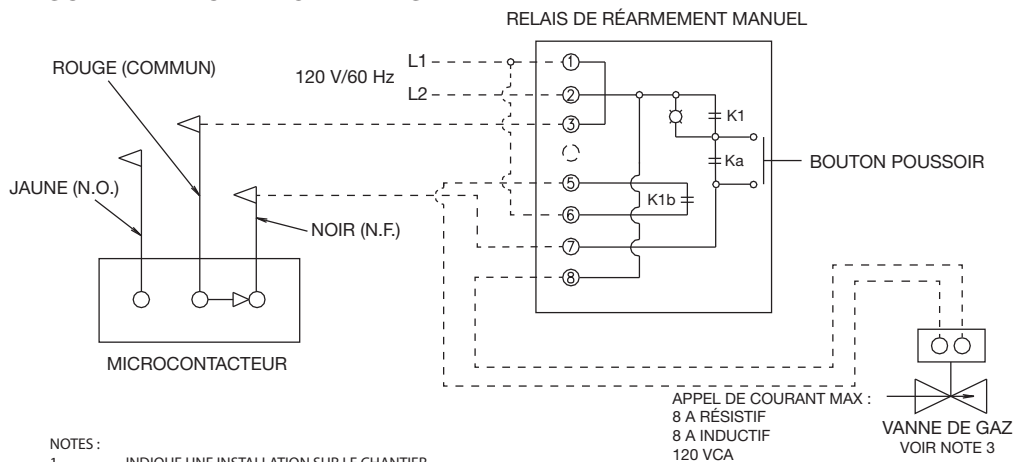 RELAIS DE RÉARMEMENT MANUEL
ROUGE (COMMUN)
120 V/60 Hz
L1
L2
1
2
3
5
6
7
8
K1
Ka
K1b
BOUTON POUSSOIR
JAUNE (N.O.)
NOIR (N.F.)
MICROCONTACTEUR
APPEL DE COURANT MAX :
8 A RÉSISTIF
8 A INDUCTIF
120 VCA
VANNE DE GAZ
VOIR NOTE 3
NOTES :